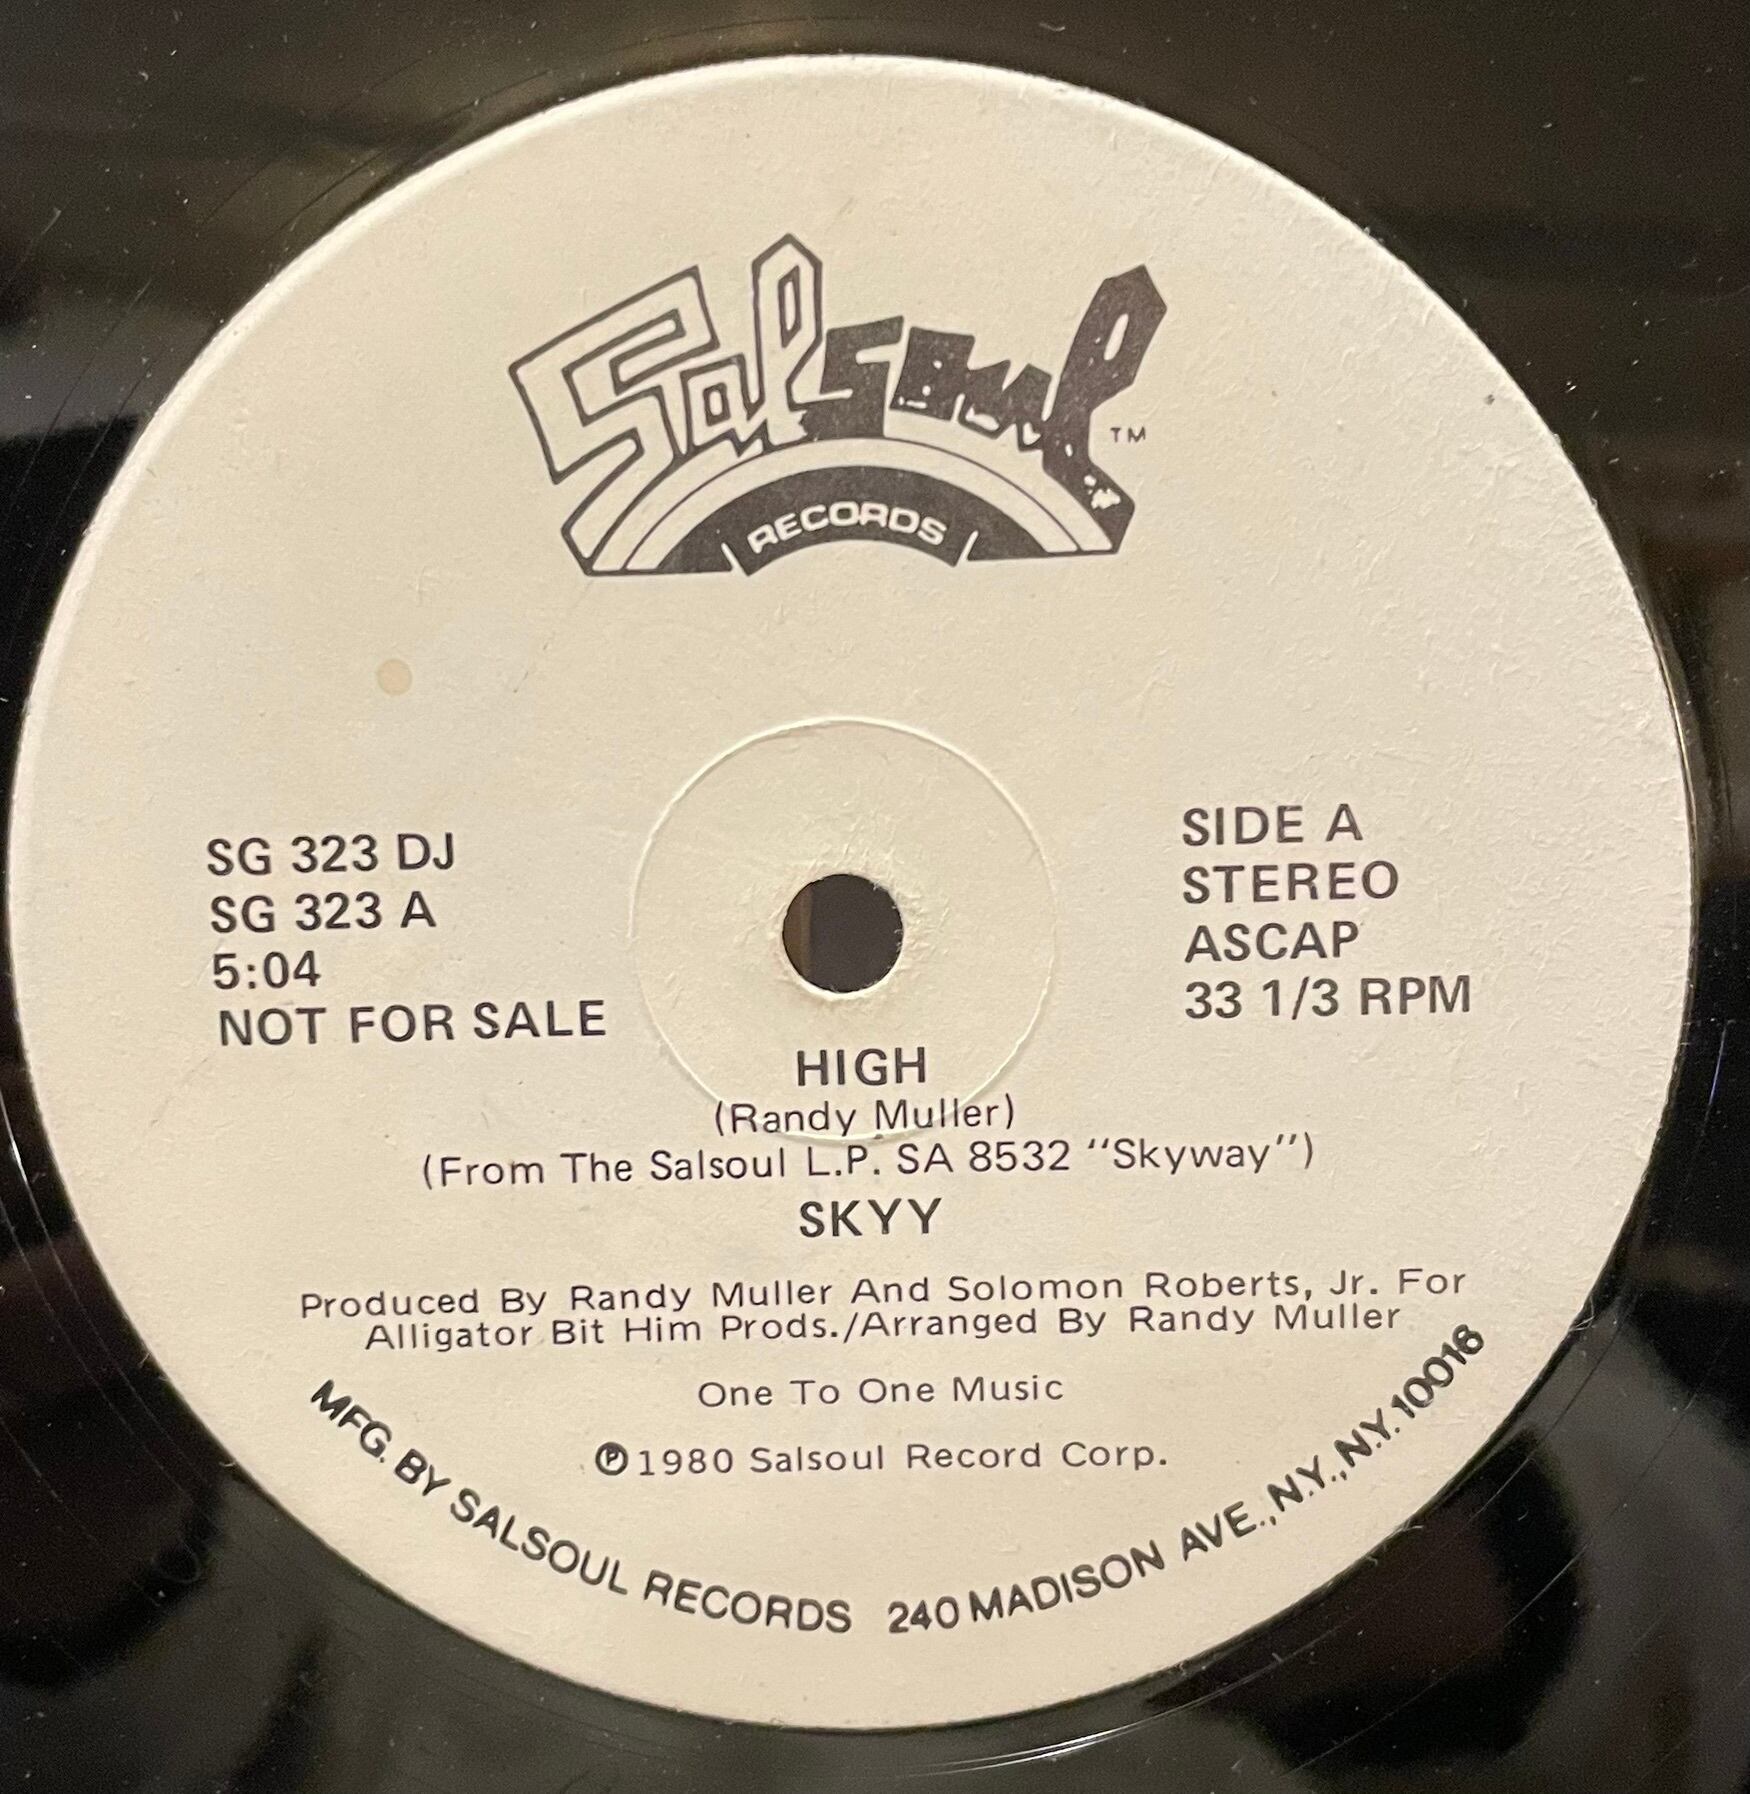 Salsoul TM
RECORDS
SG 323 DJ
SG 323 A
5:04
NOT FOR SALE
SIDE A
STEREO
ASCAP
33 1/3 RPM
HIGH
(Randy Muller)
(From The Salsoul L.P. SA 8532 "Skyway")
SKYY
Produced By Randy Muller And Solomon Roberts, Jr. For
Alligator Bit Him Prods./Arranged By Randy Muller
One To One Music
℗1980 Salsoul Record Corp.
MFG. BY SALSOUL RECORDS 240 MADISON AVE.,N.Y.,N.Y. 10016